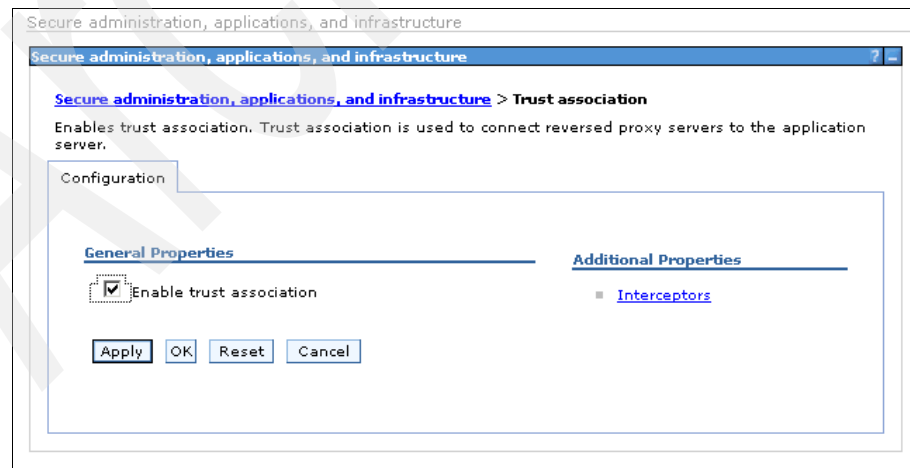 Secure administration, applications, and infrastructure
Secure administration, applications, and infrastructure ? –
Secure administration, applications, and infrastructure > Trust association
Enables trust association. Trust association is used to connect reversed proxy servers to the application
server.
Configuration
General Properties
Additional Properties
Enable trust association
Interceptors
Apply OK Reset Cancel